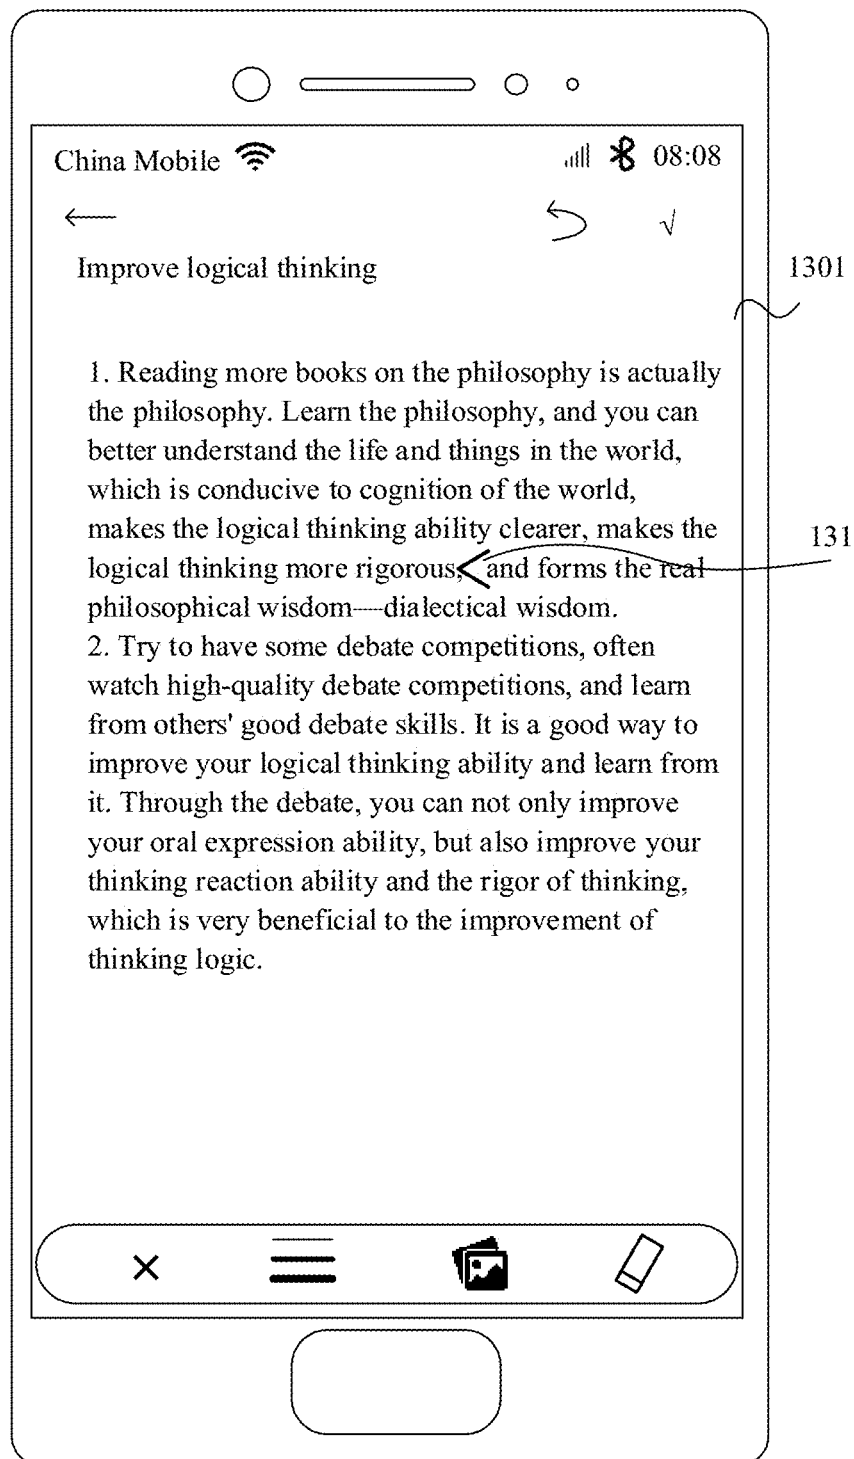 China Mobile 08:08
√
Improve logical thinking
1301
1. Reading more books on the philosophy is actually
the philosophy. Learn the philosophy, and you can
better understand the life and things in the world,
which is conducive to cognition of the world,
makes the logical thinking ability clearer, makes the
131
logical thinking more rigorous, and forms the real
philosophical wisdom—dialectical wisdom.
2. Try to have some debate competitions, often
watch high-quality debate competitions, and learn
from others' good debate skills. It is a good way to
improve your logical thinking ability and learn from
it. Through the debate, you can not only improve
your oral expression ability, but also improve your
thinking reaction ability and the rigor of thinking,
which is very beneficial to the improvement of
thinking logic.